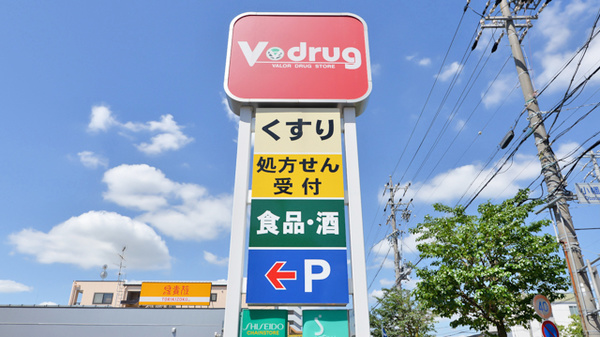 V・drug
VALOR DRUG STORE
くすり
処方せん
受付
食品・酒
← P
SHISEIDO
CHAINSTORE